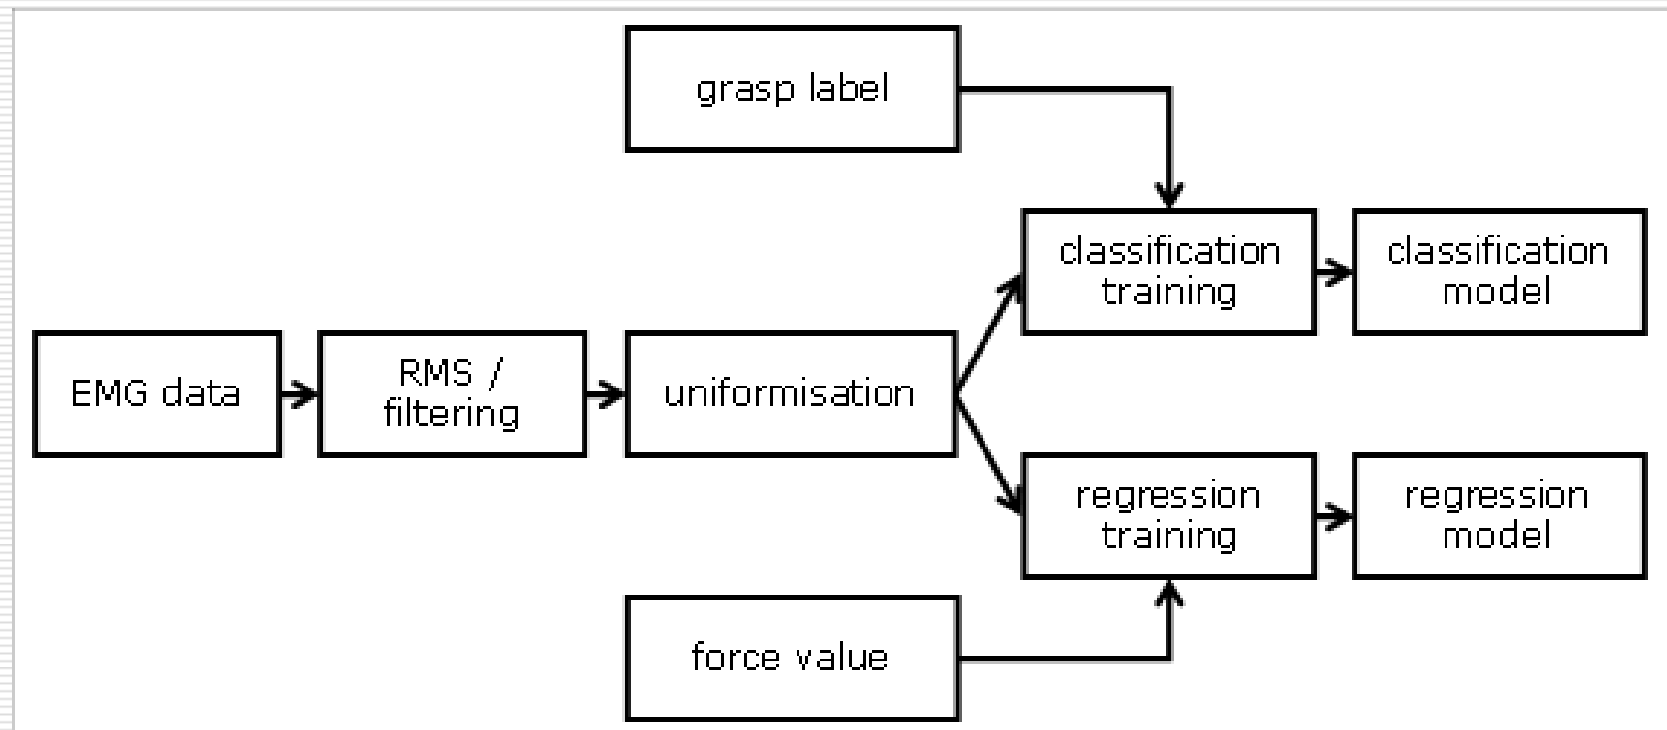 grasp label
classification
training
classification
model
EMG data
RMS /
filtering
uniformisation
regression
training
regression
model
force value